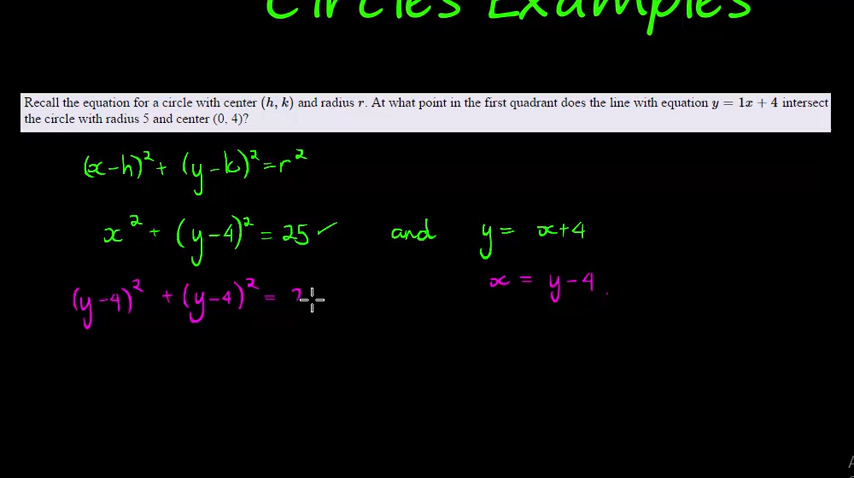 Circles Examples
Recall the equation for a circle with center (h, k) and radius r. At what point in the first quadrant does the line with equation y = 1x + 4 intersect
the circle with radius 5 and center (0, 4)?
(x-h)² + (y-k)² = r²
x² + (y-4)² = 25 ✓ and y = x+4
x = y-4.
(y-4)² + (y-4)² = 2